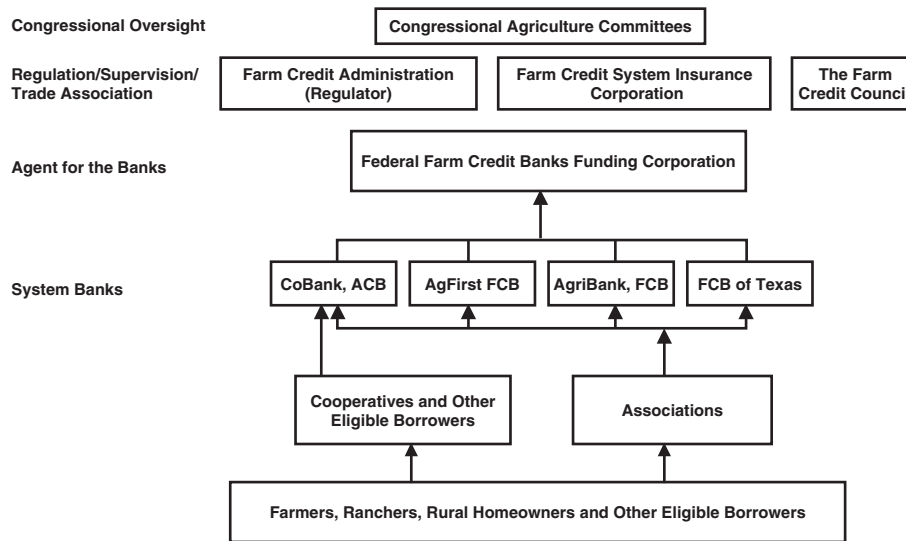 Congressional Oversight
Congressional Agriculture Committees
Regulation/Supervision/
Trade Association
Farm Credit Administration
(Regulator)
Farm Credit System Insurance
Corporation
The Farm
Credit Counci
Agent for the Banks
Federal Farm Credit Banks Funding Corporation
System Banks
CoBank, ACB
AgFirst FCB
AgriBank, FCB
FCB of Texas
Cooperatives and Other
Eligible Borrowers
Associations
Farmers, Ranchers, Rural Homeowners and Other Eligible Borrowers